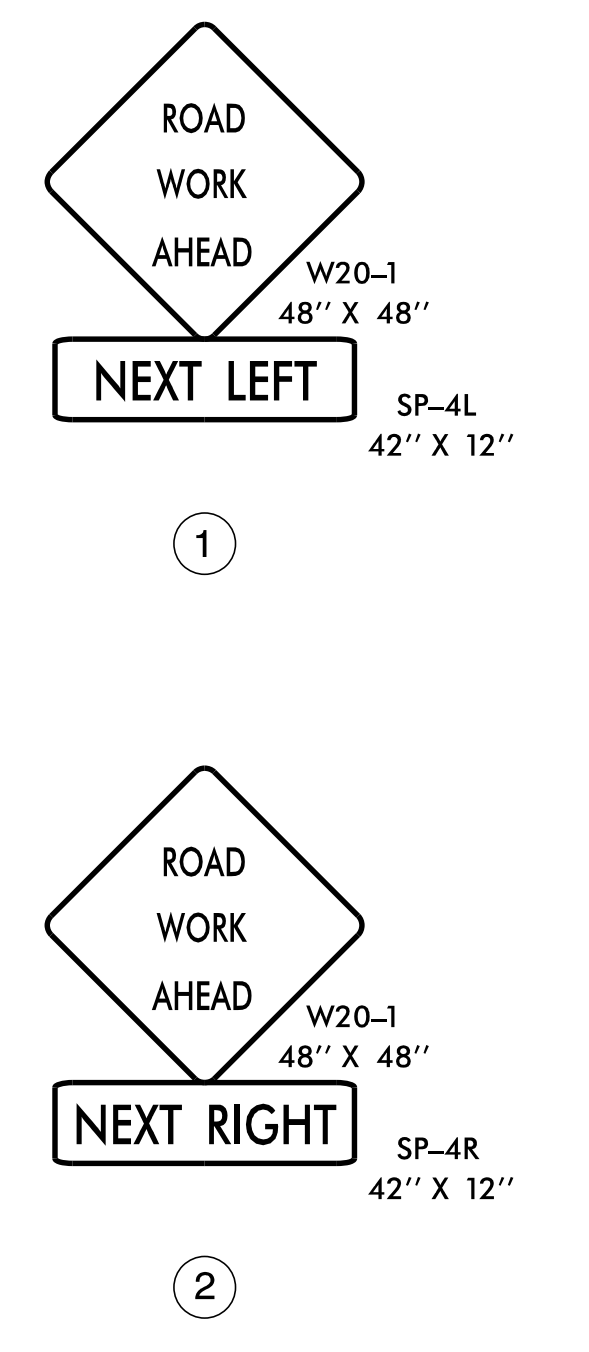 ROAD
WORK
AHEAD
W20–1
48’’ X 48’’
NEXT LEFT
SP–4L
42’’ X 12’’
1
ROAD
WORK
AHEAD
W20–1
48’’ X 48’’
NEXT RIGHT
SP–4R
42’’ X 12’’
2